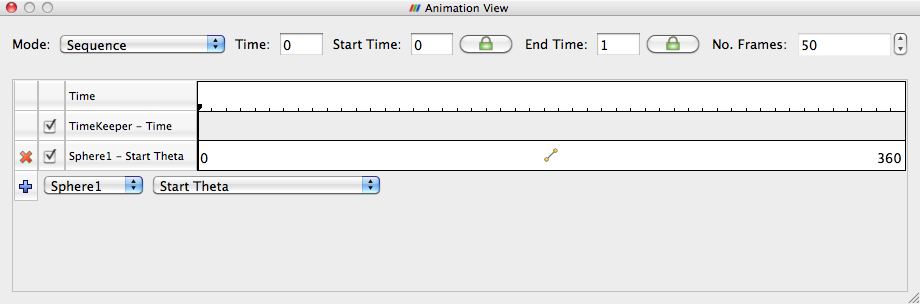 Animation View
Mode: Sequence Time: 0 Start Time: 0 End Time: 1 No. Frames: 50
Time
TimeKeeper - Time
Sphere1 - Start Theta 0 360
Sphere1 Start Theta